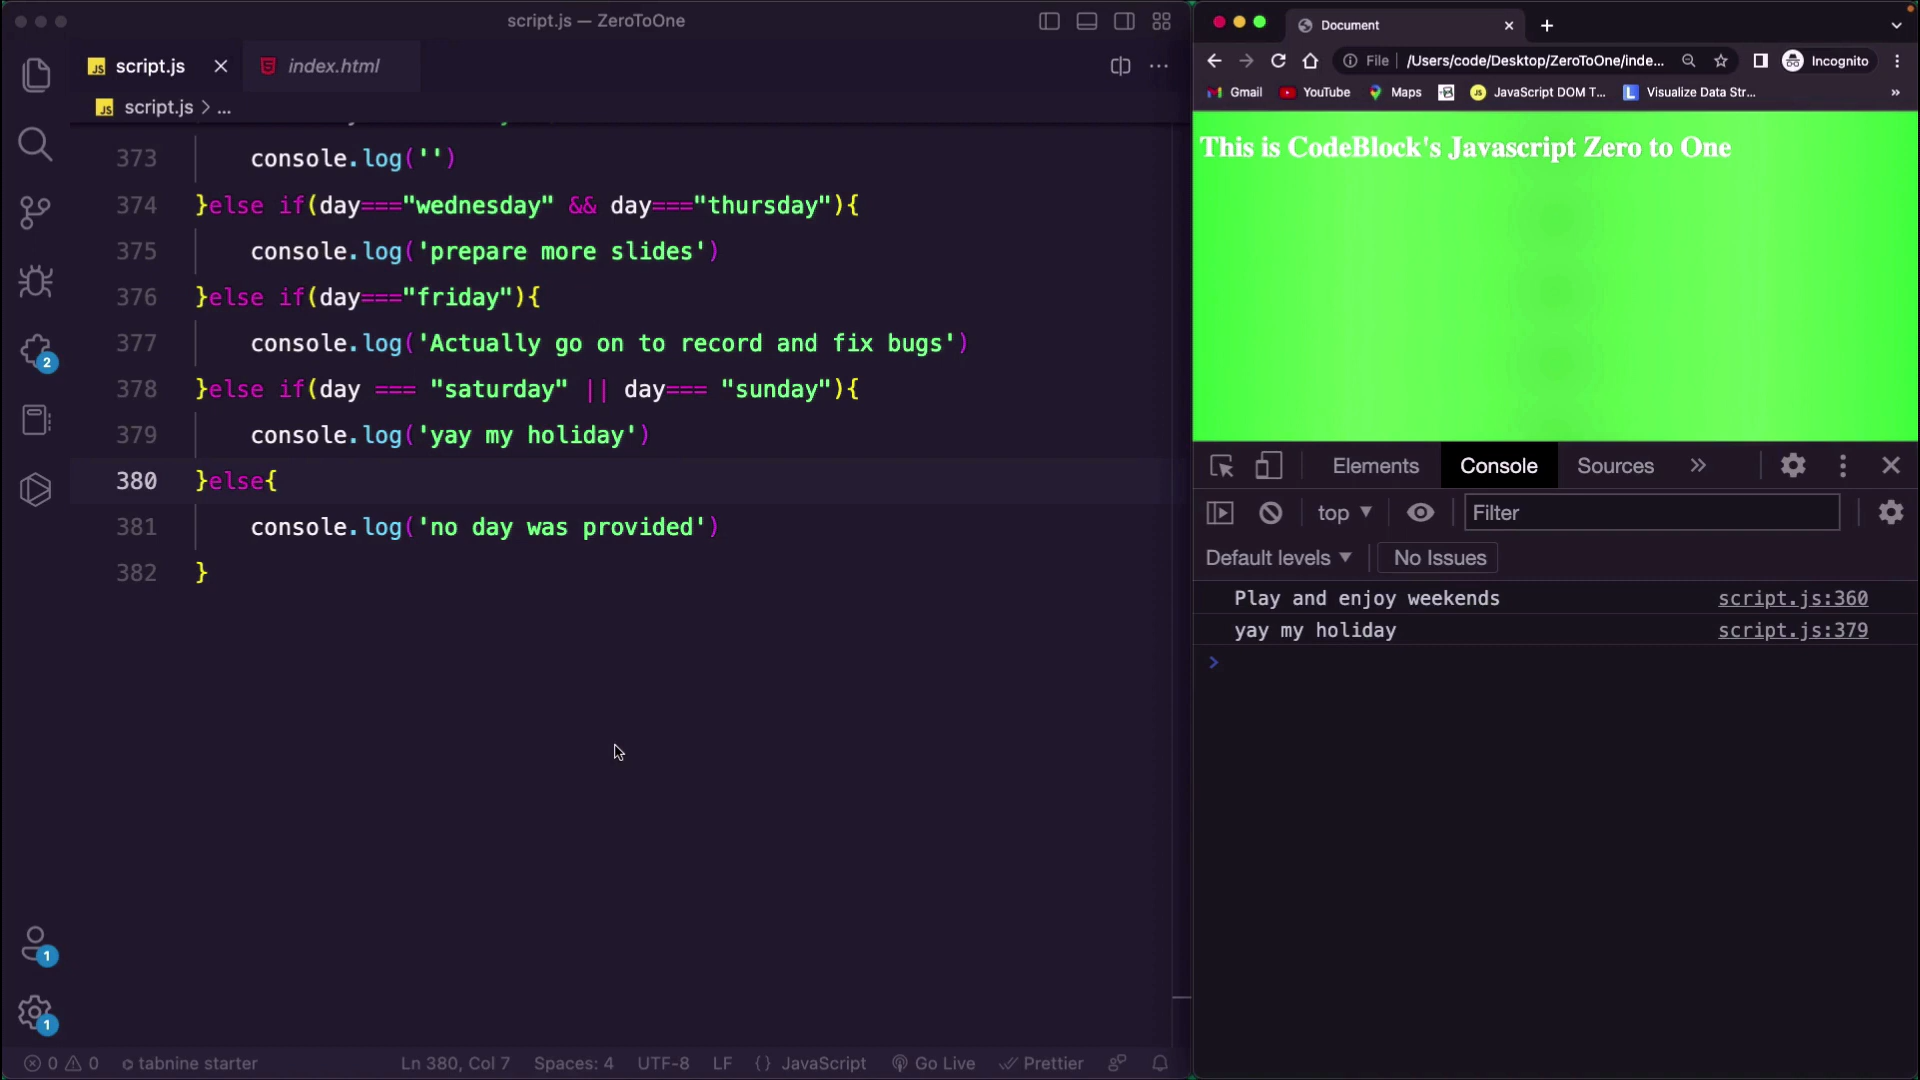 script.js — ZeroToOne
script.js
index.html
script.js > ...
373 console.log('')
374 }else if(day==="wednesday" && day==="thursday"){
375 console.log('prepare more slides')
376 }else if(day==="friday"){
377 console.log('Actually go on to record and fix bugs')
378 }else if(day === "saturday" || day=== "sunday"){
379 console.log('yay my holiday')
380 }else{
381 console.log('no day was provided')
382 }
2
1
1
0 0 tabnine starter Ln 380, Col 7 Spaces: 4 UTF-8 LF {} JavaScript Go Live Prettier
Document
File /Users/code/Desktop/ZeroToOne/inde... Incognito
Gmail YouTube Maps JavaScript DOM T... Visualize Data Str... »
This is CodeBlock's Javascript Zero to One
Elements Console Sources »
top Filter
Default levels No Issues
Play and enjoy weekends script.js:360
yay my holiday script.js:379
>